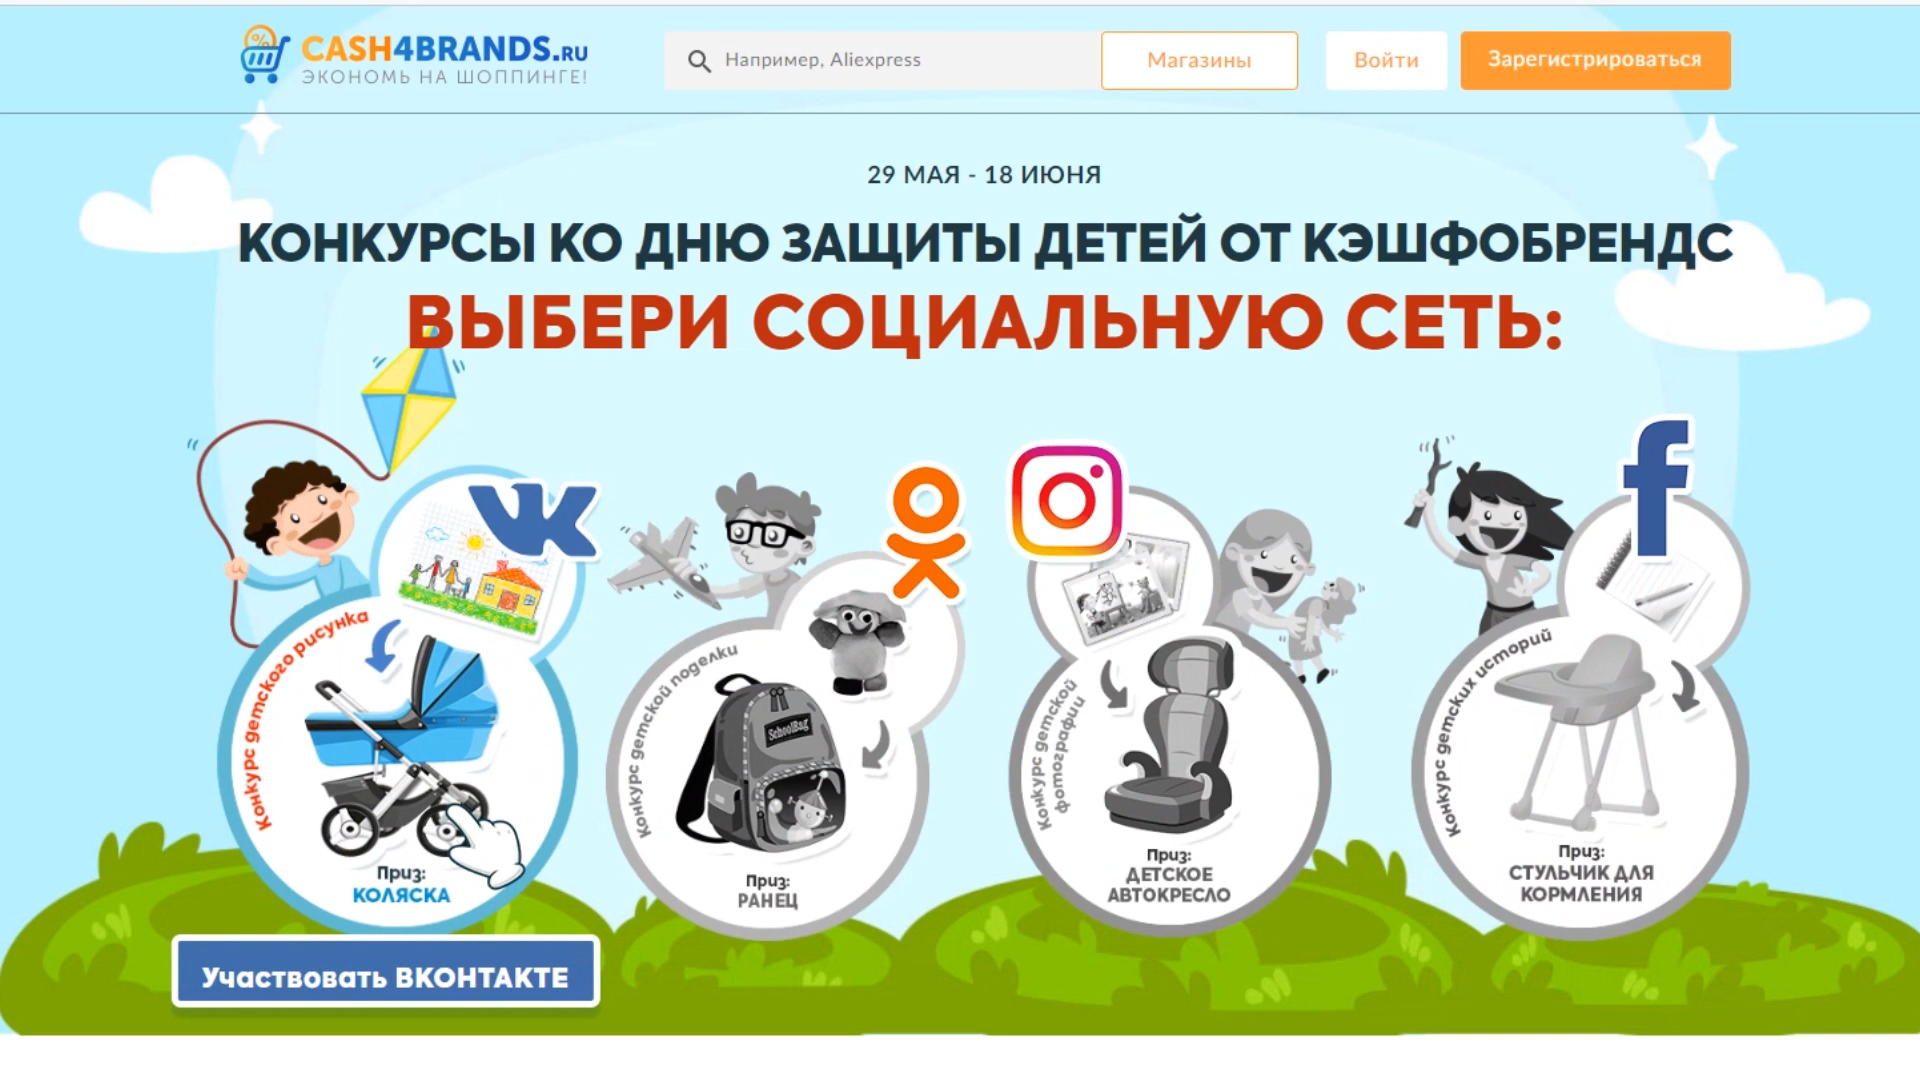 CASH4BRANDS.RU
ЭКОНОМЬ НА ШОППИНГЕ!
Например, Aliexpress
Магазины
Войти
Зарегистрироваться
29 МАЯ - 18 ИЮНЯ
КОНКУРСЫ КО ДНЮ ЗАЩИТЫ ДЕТЕЙ ОТ КЭШФОБРЕНДС
ВЫБЕРИ СОЦИАЛЬНУЮ СЕТЬ:
Конкурс детского рисунка
Приз:
КОЛЯСКА
Участвовать ВКОНТАКТЕ
Конкурс детской поделки
SchoolBag
Приз:
РАНЕЦ
Конкурс детской
фотографии
Приз:
ДЕТСКОЕ
АВТОКРЕСЛО
Конкурс детских историй
Приз:
СТУЛЬЧИК ДЛЯ
КОРМЛЕНИЯ